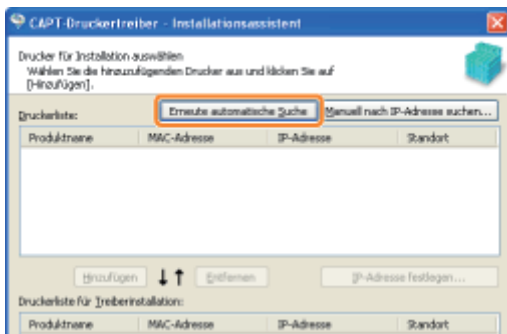 CAPT-Druckertreiber - Installationsassistent
Drucker für Installation auswählen
Wählen Sie die hinzuzufügenden Drucker aus und klicken Sie auf
[Hinzufügen].
Druckerliste: Erneute automatische Suche Manuell nach IP-Adresse suchen...
Produktname MAC-Adresse IP-Adresse Standort
Hinzufügen Entfernen IP-Adresse festlegen...
Druckerliste für Treiberinstallation:
Produktname MAC-Adresse IP-Adresse Standort